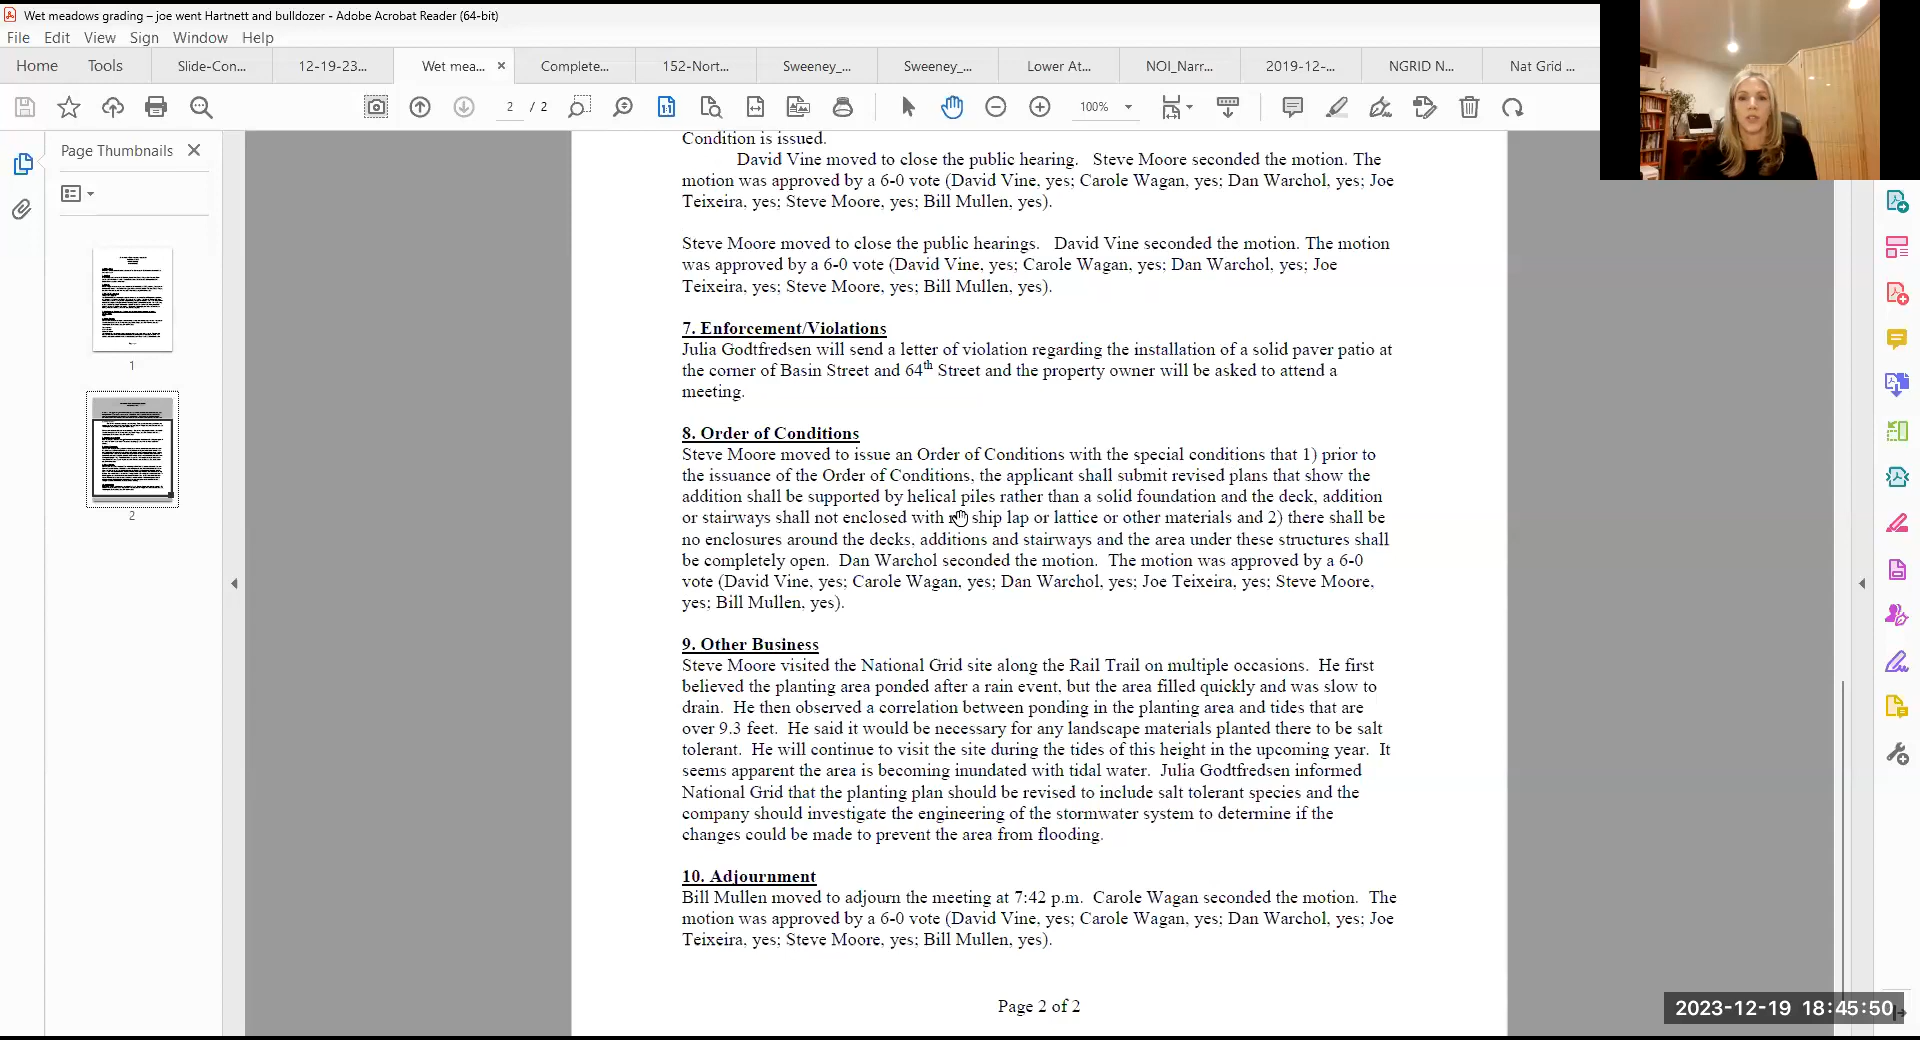 Wet meadows grading – joe went Hartnett and bulldozer - Adobe Acrobat Reader (64-bit)
File Edit View Sign Window Help
Home Tools Slide-Con... 12-19-23... Wet mea... × Complete... 152-Nort... Sweeney_... Sweeney_... Lower At... NOI_Narr... 2019-12-... NGRID N... Nat Grid ...
2 / 2 100%
Page Thumbnails
1
2
Condition is issued.
David Vine moved to close the public hearing. Steve Moore seconded the motion. The
motion was approved by a 6-0 vote (David Vine, yes; Carole Wagan, yes; Dan Warchol, yes; Joe
Teixeira, yes; Steve Moore, yes; Bill Mullen, yes).
Steve Moore moved to close the public hearings. David Vine seconded the motion. The motion
was approved by a 6-0 vote (David Vine, yes; Carole Wagan, yes; Dan Warchol, yes; Joe
Teixeira, yes; Steve Moore, yes; Bill Mullen, yes).
7. Enforcement/Violations
Julia Godtfredsen will send a letter of violation regarding the installation of a solid paver patio at
the corner of Basin Street and 64th Street and the property owner will be asked to attend a
meeting.
8. Order of Conditions
Steve Moore moved to issue an Order of Conditions with the special conditions that 1) prior to
the issuance of the Order of Conditions, the applicant shall submit revised plans that show the
addition shall be supported by helical piles rather than a solid foundation and the deck, addition
or stairways shall not enclosed with ship lap or lattice or other materials and 2) there shall be
no enclosures around the decks, additions and stairways and the area under these structures shall
be completely open. Dan Warchol seconded the motion. The motion was approved by a 6-0
vote (David Vine, yes; Carole Wagan, yes; Dan Warchol, yes; Joe Teixeira, yes; Steve Moore,
yes; Bill Mullen, yes).
9. Other Business
Steve Moore visited the National Grid site along the Rail Trail on multiple occasions. He first
believed the planting area ponded after a rain event, but the area filled quickly and was slow to
drain. He then observed a correlation between ponding in the planting area and tides that are
over 9.3 feet. He said it would be necessary for any landscape materials planted there to be salt
tolerant. He will continue to visit the site during the tides of this height in the upcoming year. It
seems apparent the area is becoming inundated with tidal water. Julia Godtfredsen informed
National Grid that the planting plan should be revised to include salt tolerant species and the
company should investigate the engineering of the stormwater system to determine if the
changes could be made to prevent the area from flooding.
10. Adjournment
Bill Mullen moved to adjourn the meeting at 7:42 p.m. Carole Wagan seconded the motion. The
motion was approved by a 6-0 vote (David Vine, yes; Carole Wagan, yes; Dan Warchol, yes; Joe
Teixeira, yes; Steve Moore, yes; Bill Mullen, yes).
Page 2 of 2
2023-12-19 18:45:50